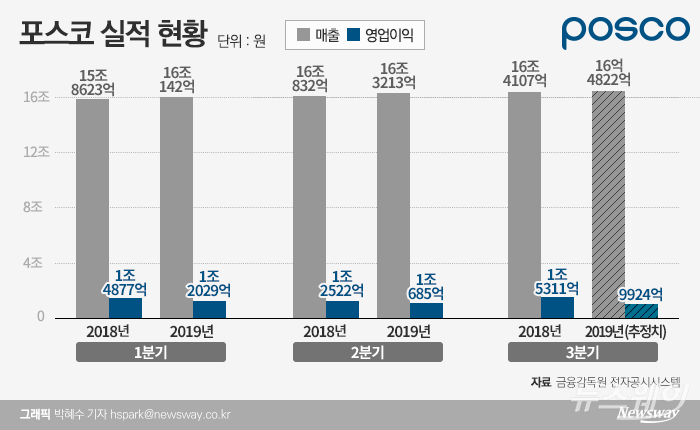 포스코 실적 현황 단위 : 원
매출 영업이익
posco
15조
8623억
16조
142억
16조
832억
16조
3213억
16조
4107억
16억
4822억
16조
12조
8조
4조
0
1조
4877억
1조
2029억
1조
2522억
1조
685억
1조
5311억
9924억
2018년 2019년 2018년 2019년 2018년 2019년(추정치)
1분기 2분기 3분기
자료 금융감독원 전자공시시스템
뉴스웨이
그래픽 박혜수 기자 hspark@newsway.co.kr
Newsway